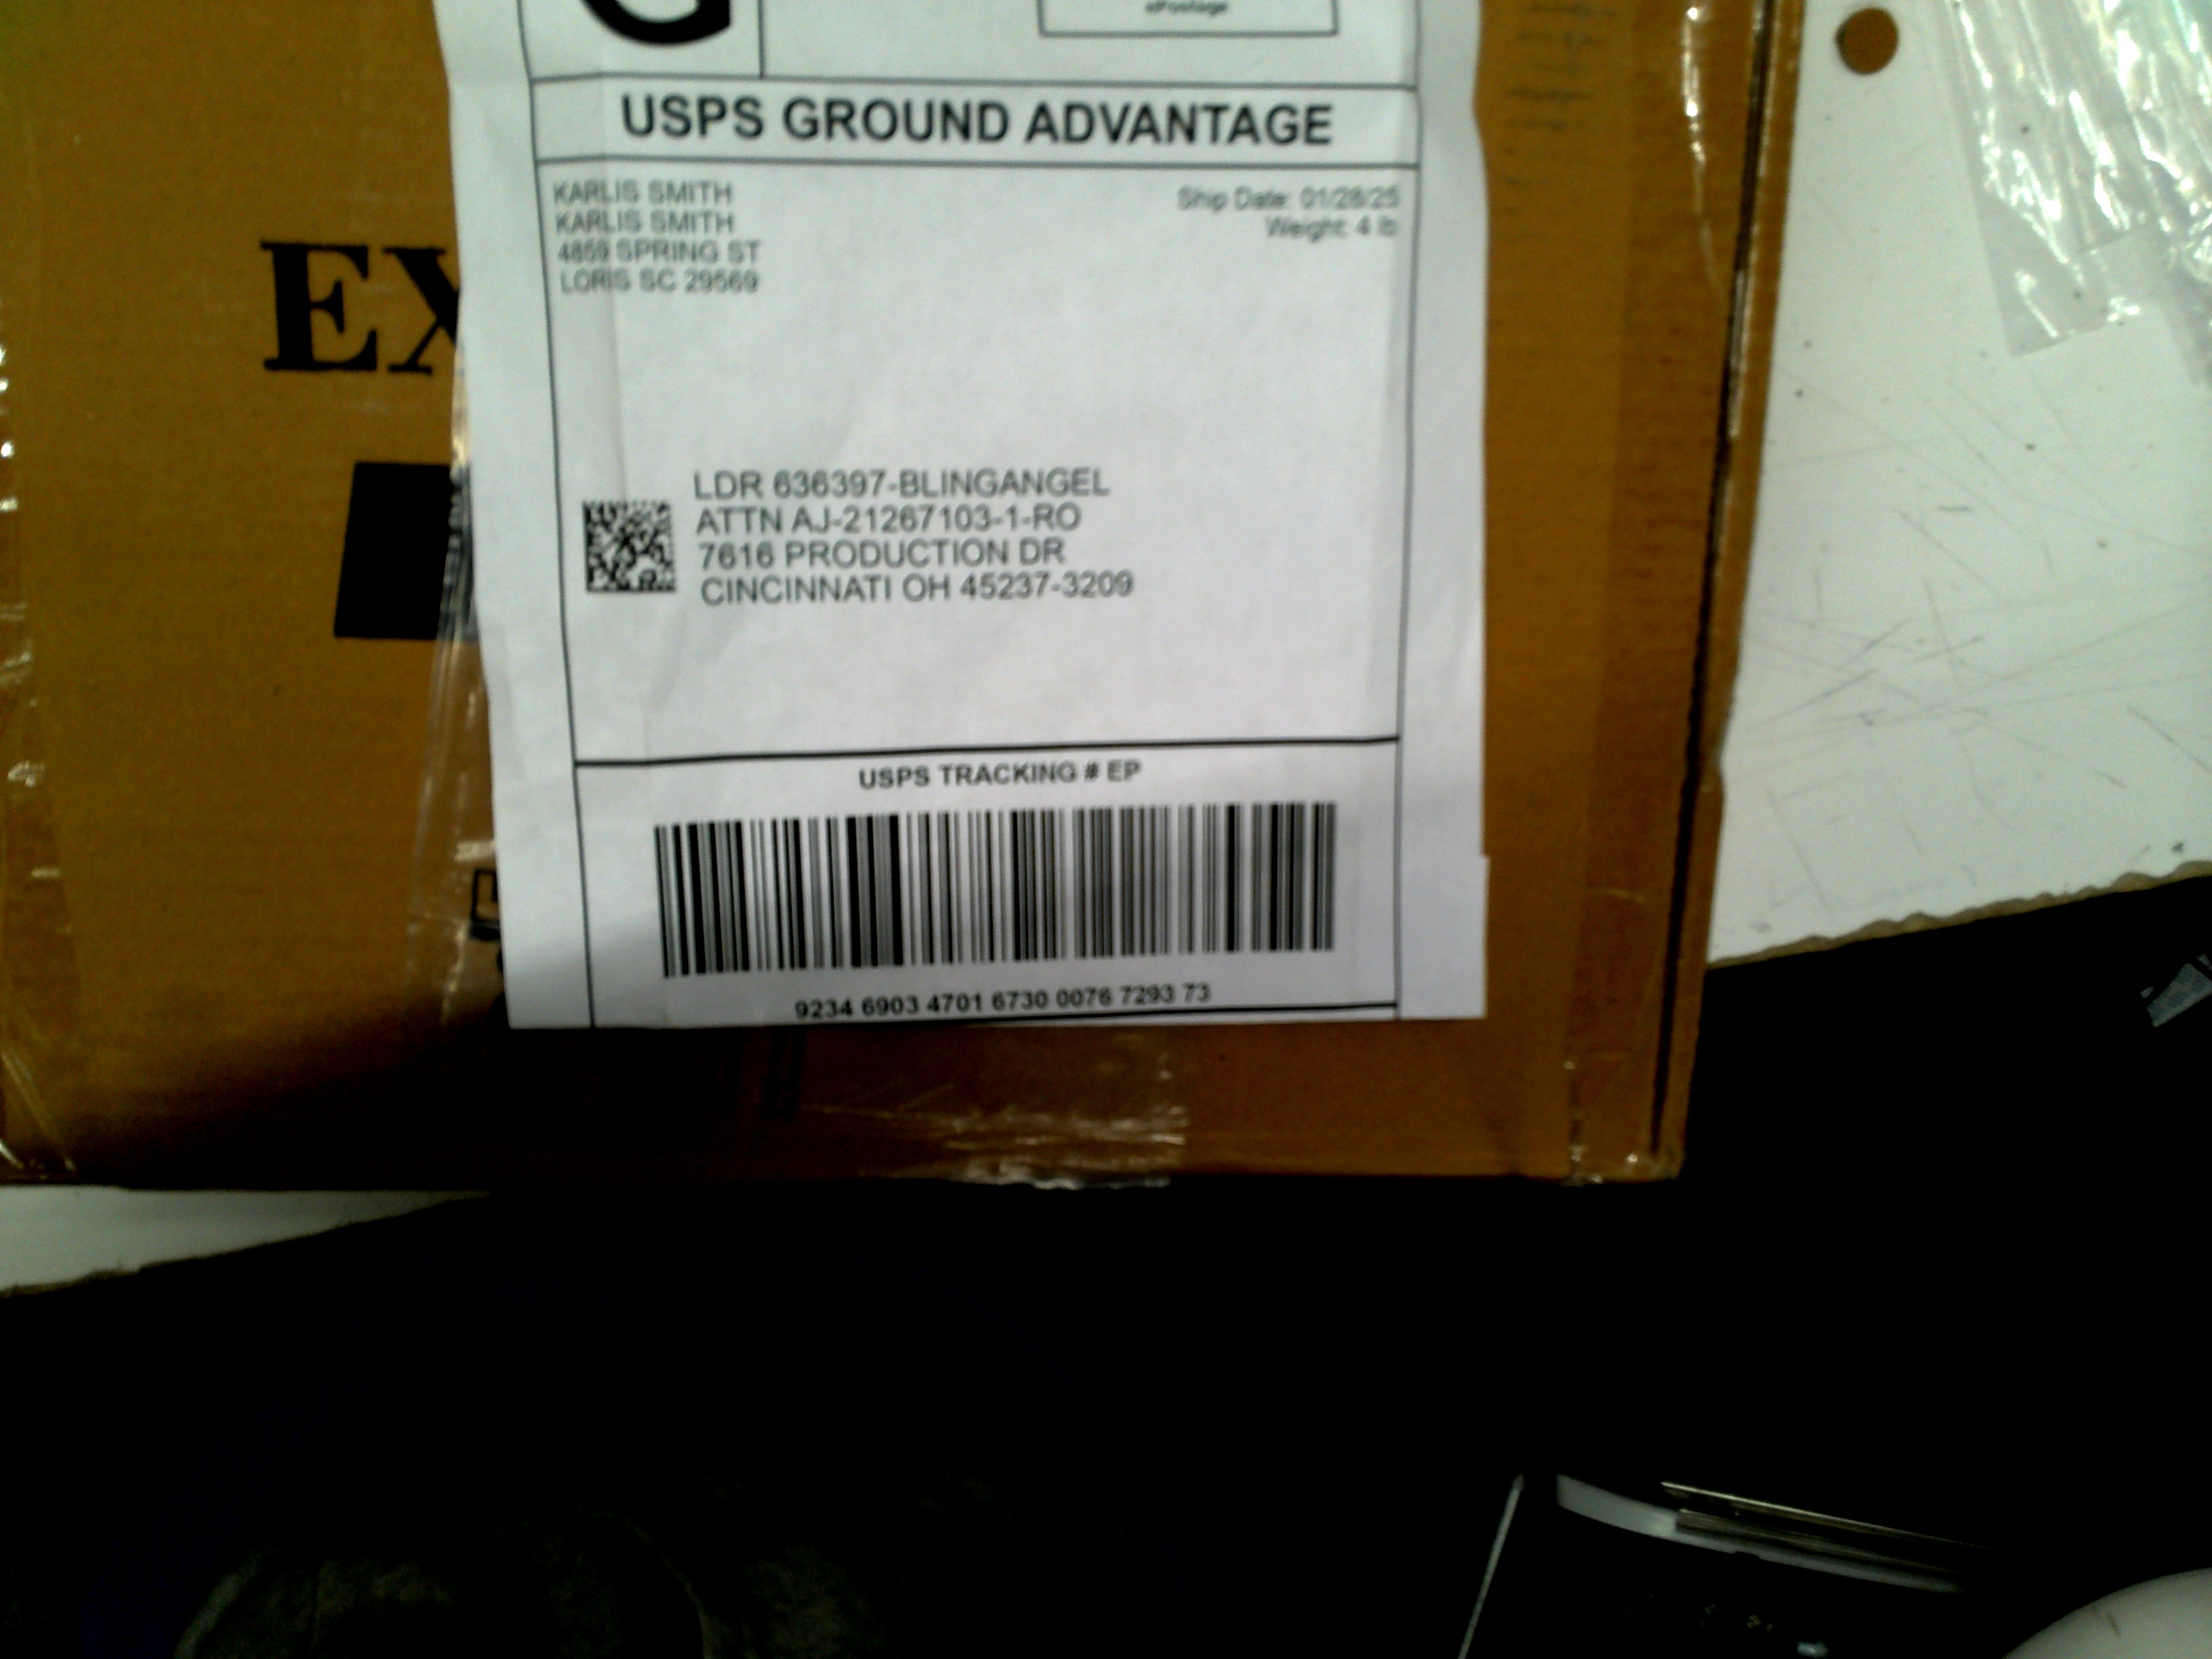 G
ePostage
USPS GROUND ADVANTAGE
KARLIS SMITH
KARLIS SMITH
4859 SPRING ST
LORIS SC 29569
Ship Date: 01/28/25
Weight: 4 lb
EX
LDR 636397-BLINGANGEL
ATTN AJ-21267103-1-RO
7616 PRODUCTION DR
CINCINNATI OH 45237-3209
USPS TRACKING # EP
9234 6903 4701 6730 0076 7293 73